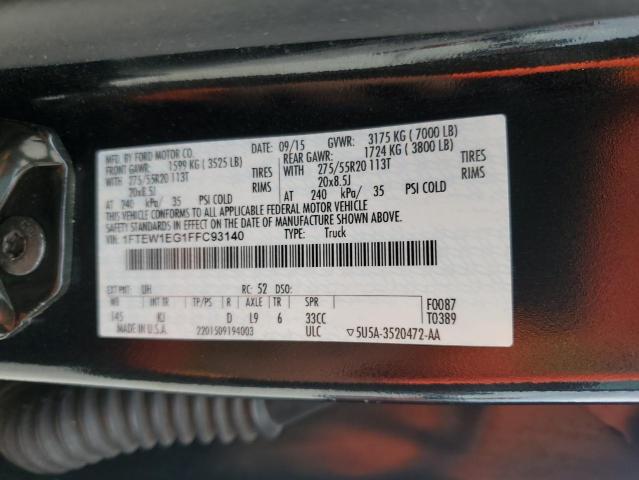 MFD. BY FORD MOTOR CO. DATE: 09/15 GVWR: 3175 KG ( 7000 LB)
FRONT GAWR: 1599 KG ( 3525 LB) REAR GAWR: 1724 KG ( 3800 LB)
WITH 275/55R20 113T TIRES WITH 275/55R20 113T TIRES
20x8.5J RIMS 20x8.5J RIMS
AT 240 kPa/ 35 PSI COLD AT 240 kPa/ 35 PSI COLD
THIS VEHICLE CONFORMS TO ALL APPLICABLE FEDERAL MOTOR VEHICLE
SAFETY STANDARDS IN EFFECT ON THE DATE OF MANUFACTURE SHOWN ABOVE.
VIN: 1FTEW1EG1FFC93140 TYPE: Truck
EXT PNT: UH RC: 52 DSO:
WB INT TR TP/PS R AXLE TR SPR F0087
145 KJ D L9 6 33CC T0389
MADE IN U.S.A. 2201509194003 ULC ▽5U5A-3520472-AA